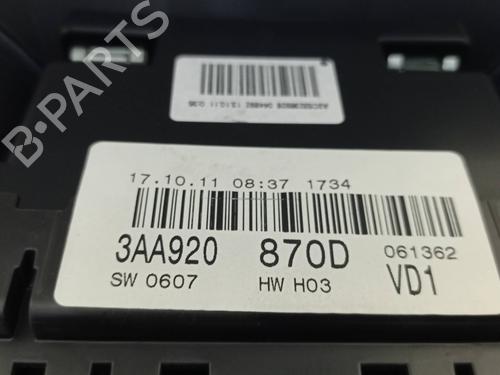 17.10.11 08:37 1734
3AA920 870D 061362
SW 0607 HW H03 VD1
B-PARTS